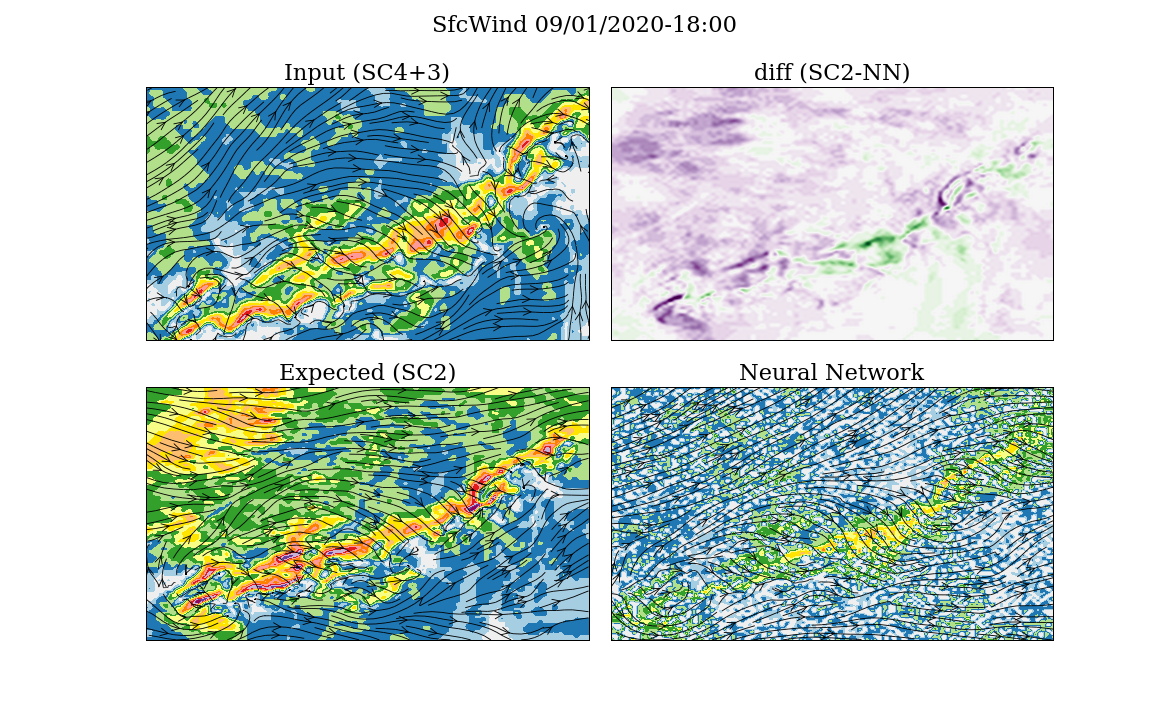 SfcWind 09/01/2020-18:00
Input (SC4+3)
diff (SC2-NN)
Expected (SC2)
Neural Network